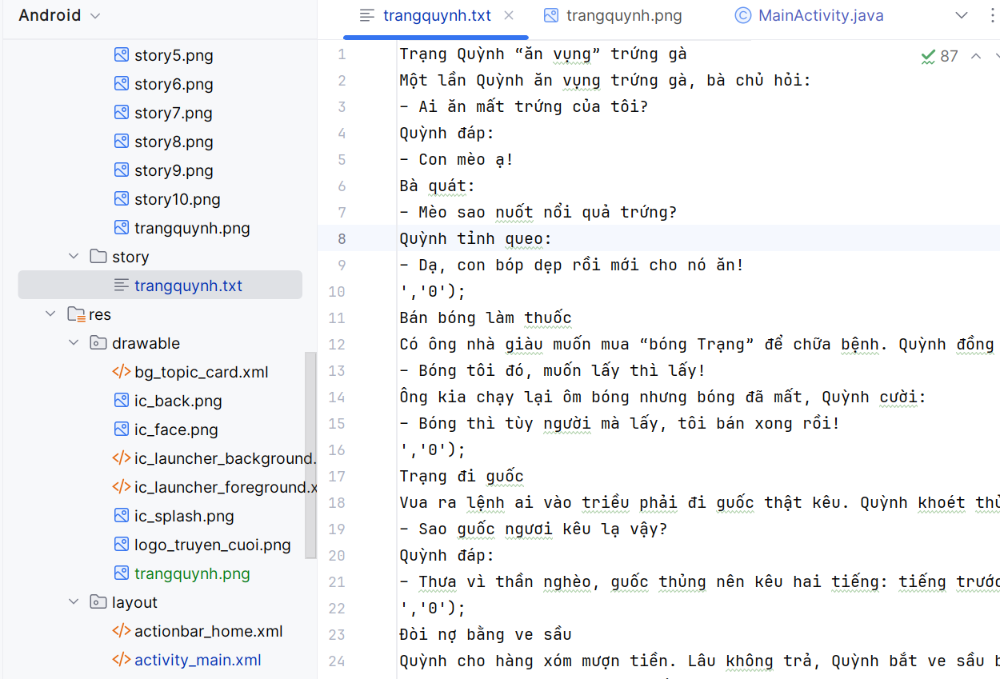 Android
trangquynh.txt
trangquynh.png
MainActivity.java
story5.png
story6.png
story7.png
story8.png
story9.png
story10.png
trangquynh.png
story
trangquynh.txt
res
drawable
bg_topic_card.xml
ic_back.png
ic_face.png
ic_launcher_background.
ic_launcher_foreground.x
ic_splash.png
logo_truyen_cuoi.png
trangquynh.png
layout
actionbar_home.xml
activity_main.xml
87
1 Trạng Quỳnh “ăn vụng” trứng gà
2 Một lần Quỳnh ăn vụng trứng gà, bà chủ hỏi:
3 - Ai ăn mất trứng của tôi?
4 Quỳnh đáp:
5 - Con mèo ạ!
6 Bà quát:
7 - Mèo sao nuốt nổi quả trứng?
8 Quỳnh tỉnh queo:
9 - Dạ, con bóp dẹp rồi mới cho nó ăn!
10 ','0');
11 Bán bóng làm thuốc
12 Có ông nhà giàu muốn mua “bóng Trạng” để chữa bệnh. Quỳnh đồng
13 - Bóng tôi đó, muốn lấy thì lấy!
14 Ông kia chạy lại ôm bóng nhưng bóng đã mất, Quỳnh cười:
15 - Bóng thì tùy người mà lấy, tôi bán xong rồi!
16 ','0');
17 Trạng đi guốc
18 Vua ra lệnh ai vào triều phải đi guốc thật kêu. Quỳnh khoét
19 - Sao guốc ngươi kêu lạ vậy?
20 Quỳnh đáp:
21 - Thưa vì thần nghèo, guốc thủng nên kêu hai tiếng: tiếng trước
22 ','0');
23 Đòi nợ bằng ve sầu
24 Quỳnh cho hàng xóm mượn tiền. Lâu không trả, Quỳnh bắt ve sầu